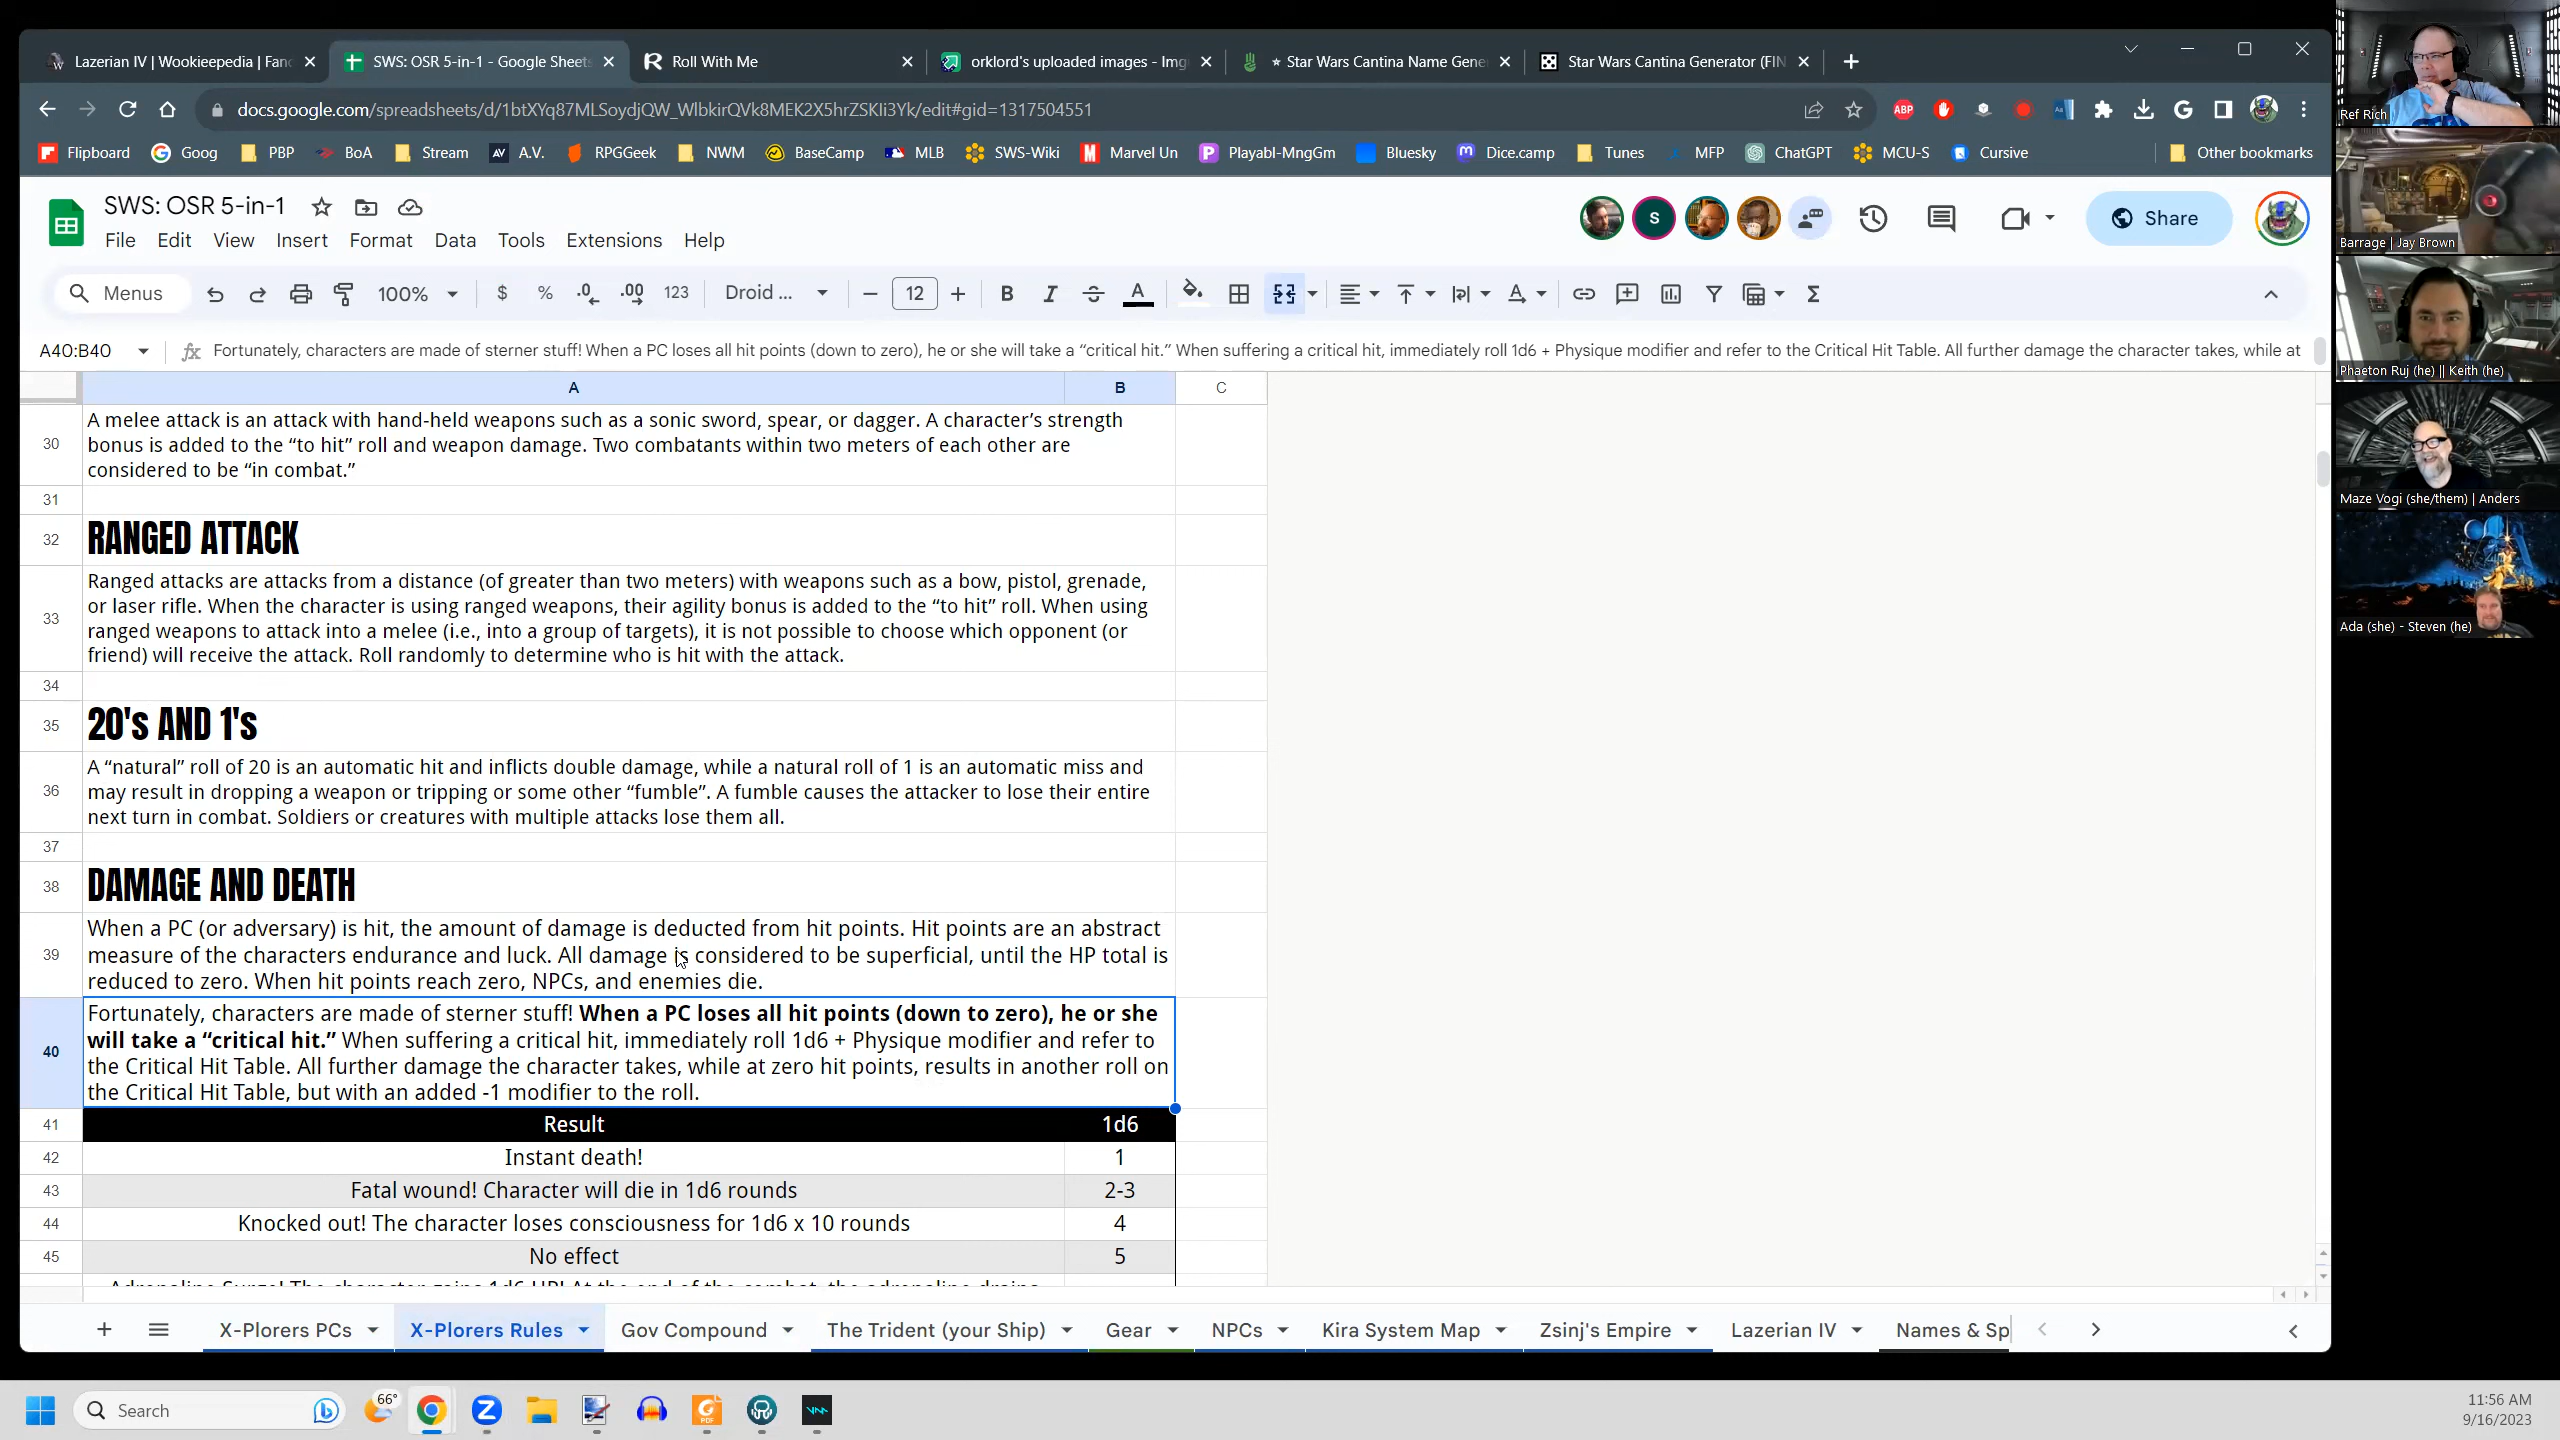 Lazerian IV | Wookieepedia | Fand
SWS: OSR 5-in-1 - Google Sheets
Roll With Me
orklord's uploaded images - Img
★ Star Wars Cantina Name Gene
Star Wars Cantina Generator (FIN
docs.google.com/spreadsheets/d/1btXYq87MLSoydjQW_WlbkirQVk8MEK2X5hrZSKIi3Yk/edit#gid=1317504551
Flipboard Goog PBP BoA Stream A.V. RPGGeek NWM BaseCamp MLB SWS-Wiki Marvel Un Playabl-MngGm Bluesky Dice.camp Tunes MFP ChatGPT MCU-S Cursive Other bookmarks
SWS: OSR 5-in-1
File Edit View Insert Format Data Tools Extensions Help
S
Share
Menus 100% $ % .0 .00 123 Droid ... 12 B I A
A40:B40 fx Fortunately, characters are made of sterner stuff! When a PC loses all hit points (down to zero), he or she will take a “critical hit.” When suffering a critical hit, immediately roll 1d6 + Physique modifier and refer to the Critical Hit Table. All further damage the character takes, while at
A B C
30
A melee attack is an attack with hand-held weapons such as a sonic sword, spear, or dagger. A character’s strength
bonus is added to the “to hit” roll and weapon damage. Two combatants within two meters of each other are
considered to be “in combat.”
31
32 RANGED ATTACK
33
Ranged attacks are attacks from a distance (of greater than two meters) with weapons such as a bow, pistol, grenade,
or laser rifle. When the character is using ranged weapons, their agility bonus is added to the “to hit” roll. When using
ranged weapons to attack into a melee (i.e., into a group of targets), it is not possible to choose which opponent (or
friend) will receive the attack. Roll randomly to determine who is hit with the attack.
34
35 20's AND 1's
36
A “natural” roll of 20 is an automatic hit and inflicts double damage, while a natural roll of 1 is an automatic miss and
may result in dropping a weapon or tripping or some other “fumble”. A fumble causes the attacker to lose their entire
next turn in combat. Soldiers or creatures with multiple attacks lose them all.
37
38 DAMAGE AND DEATH
39
When a PC (or adversary) is hit, the amount of damage is deducted from hit points. Hit points are an abstract
measure of the characters endurance and luck. All damage is considered to be superficial, until the HP total is
reduced to zero. When hit points reach zero, NPCs, and enemies die.
40
Fortunately, characters are made of sterner stuff! When a PC loses all hit points (down to zero), he or she
will take a “critical hit.” When suffering a critical hit, immediately roll 1d6 + Physique modifier and refer to
the Critical Hit Table. All further damage the character takes, while at zero hit points, results in another roll on
the Critical Hit Table, but with an added -1 modifier to the roll.
41 Result 1d6
42 Instant death! 1
43 Fatal wound! Character will die in 1d6 rounds 2-3
44 Knocked out! The character loses consciousness for 1d6 x 10 rounds 4
45 No effect 5
Adrenaline Surge! The character gains 1d6 HP! At the end of the combat, the adrenaline drains
X-Plorers PCs X-Plorers Rules Gov Compound The Trident (your Ship) Gear NPCs Kira System Map Zsinj's Empire Lazerian IV Names & Sp
66° Search
11:56 AM
9/16/2023
Ref Rich
Barrage | Jay Brown
Phaeton Ruj (he) || Keith (he)
Maze Vogi (she/them) | Anders
Ada (she) - Steven (he)